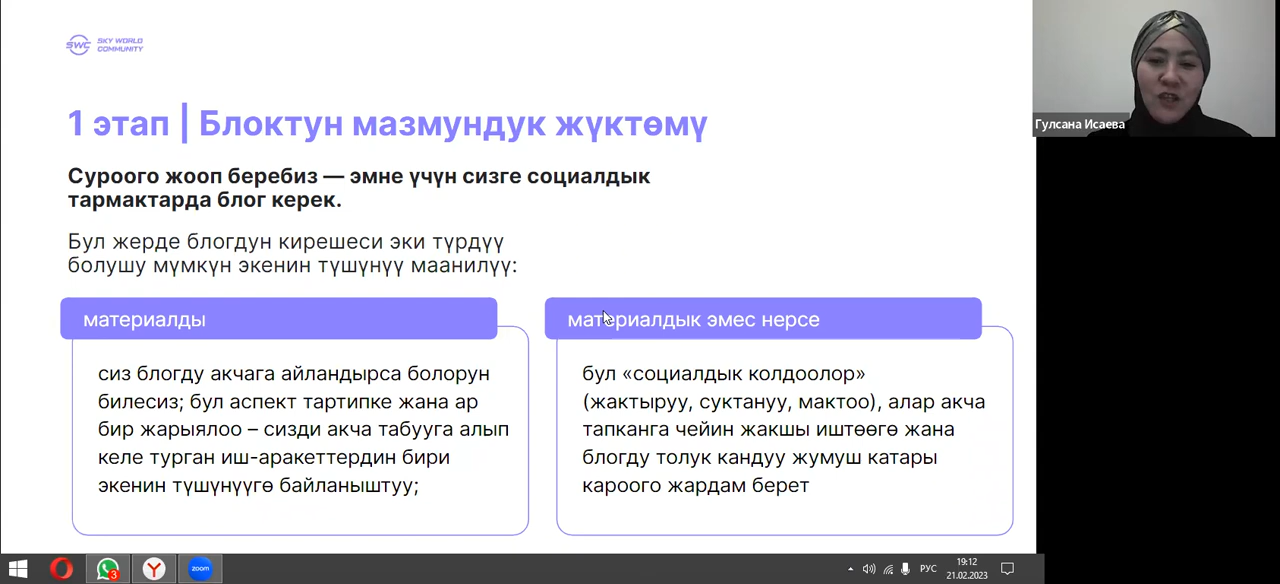 SWC SKY WORLD
COMMUNITY
1 этап | Блоктун мазмундук жүктөмү
Суроого жооп беребиз — эмне үчүн сизге социалдык
тармактарда блог керек.
Бул жерде блогдун кирешеси эки түрдүү
болушу мүмкүн экенин түшүнүү маанилүү:
материалды
сиз блогду акчага айландырса болорун
билесиз; бул аспект тартипке жана ар
бир жарыялоо – сизди акча табууга алып
келе турган иш-аракеттердин бири
экенин түшүнүүгө байланыштуу;
материалдык эмес нерсе
бул «социалдык колдоолор»
(жактыруу, суктануу, мактоо), алар акча
тапканга чейин жакшы иштөөгө жана
блогду толук кандуу жумуш катары
кароого жардам берет
Гулсана Исаева
3
zoom
РУС
19:12
21.02.2023